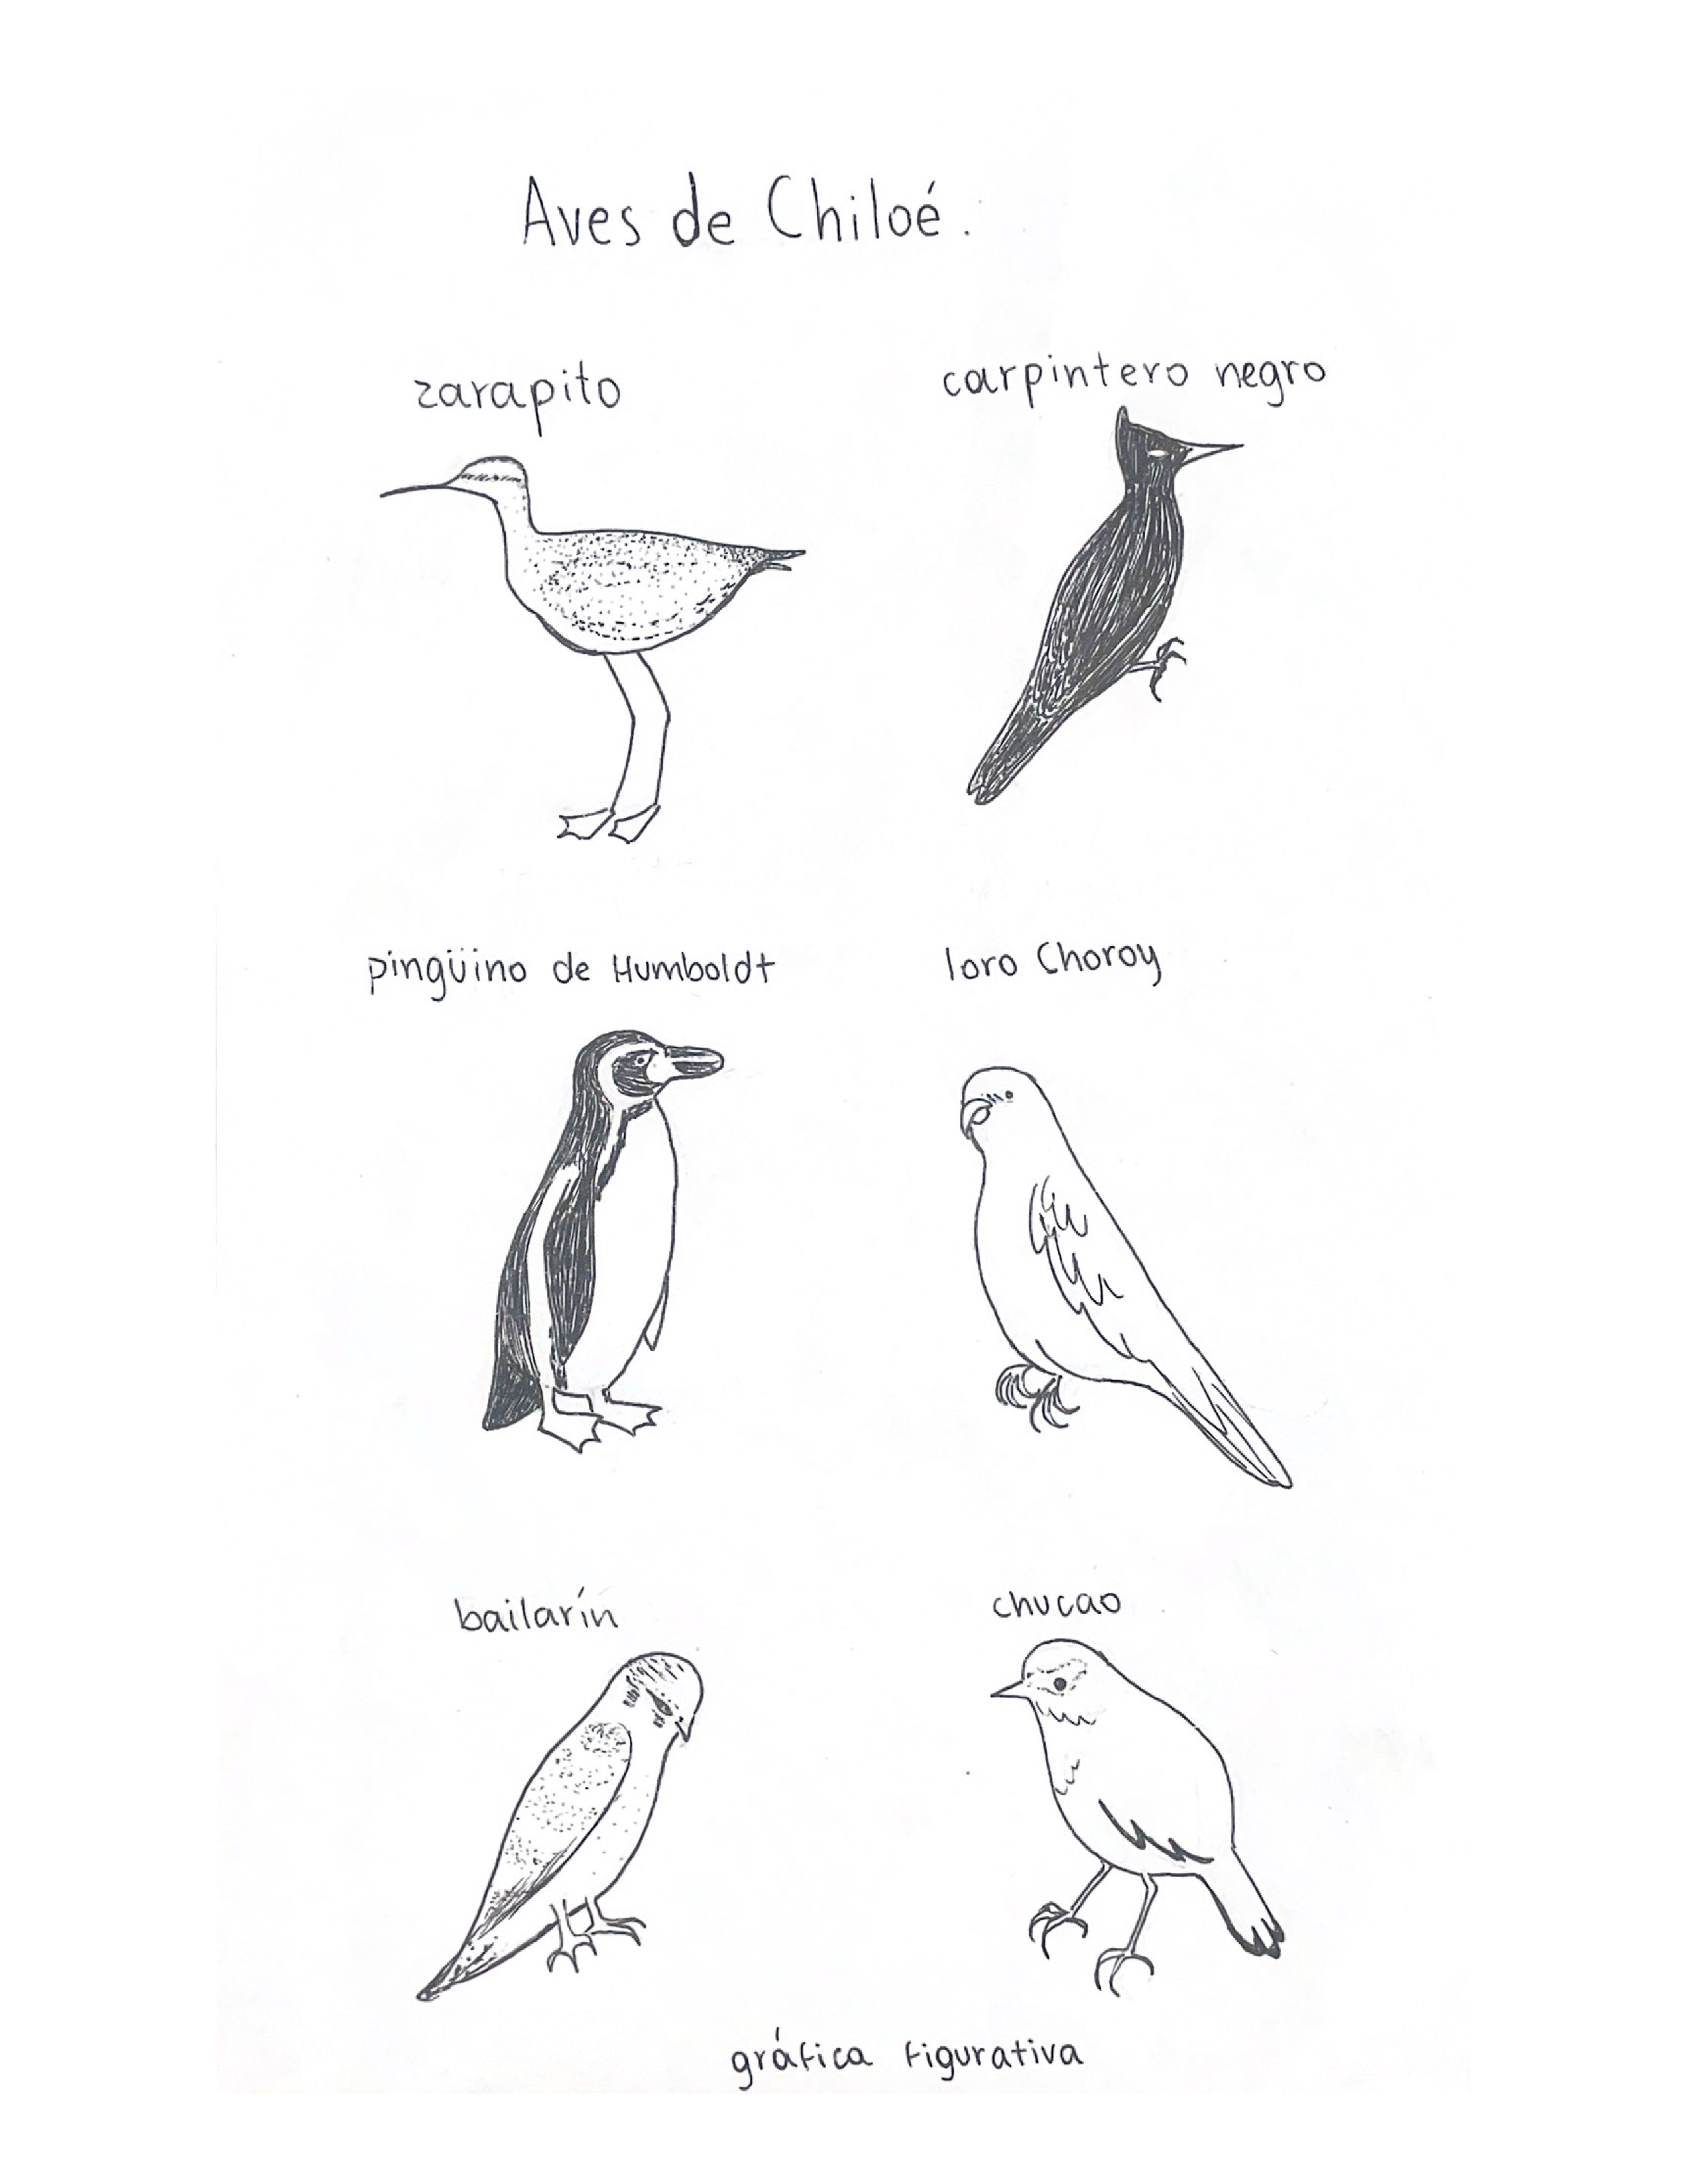 Aves de Chiloé.
zarapito
carpintero negro
pingüino de Humboldt
loro Choroy
bailarín
chucao
gráfica figurativa